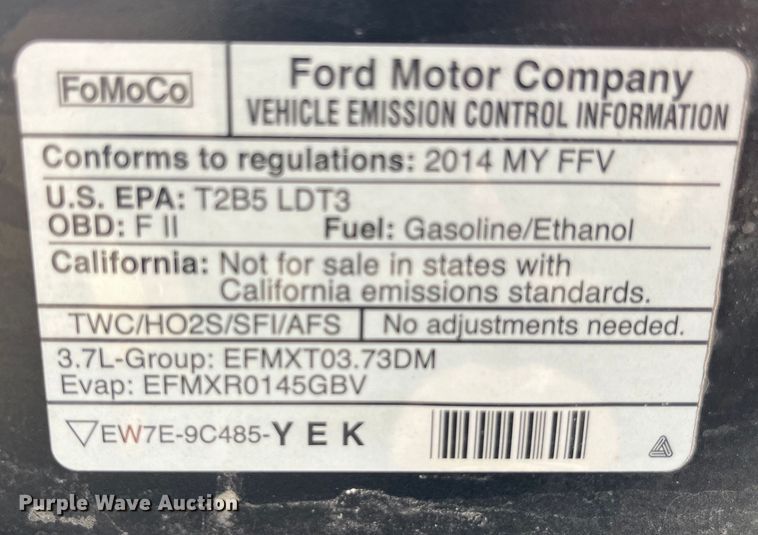 FoMoCo
Ford Motor Company
VEHICLE EMISSION CONTROL INFORMATION
Conforms to regulations: 2014 MY FFV
U.S. EPA: T2B5 LDT3
OBD: F II Fuel: Gasoline/Ethanol
California: Not for sale in states with
California emissions standards.
TWC/HO2S/SFI/AFS No adjustments needed.
3.7L-Group: EFMXT03.73DM
Evap: EFMXR0145GBV
EW7E-9C485-YEK
Purple Wave Auction